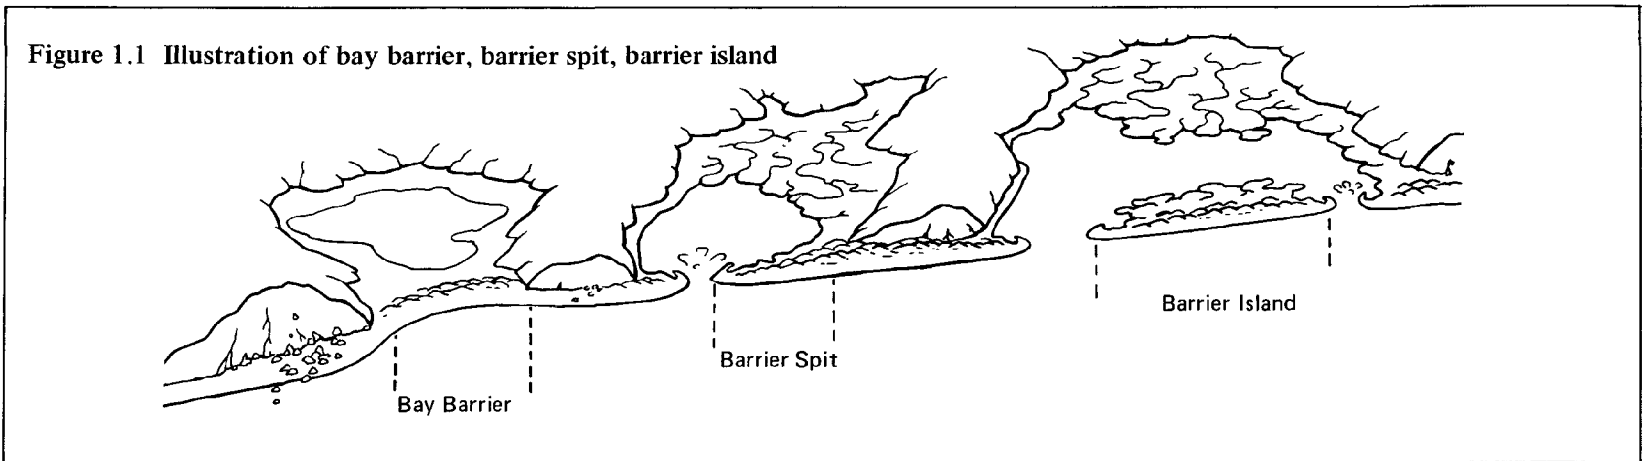 Figure 1.1 Illustration of bay barrier, barrier spit, barrier island
Barrier Island
Barrier Spit
Bay Barrier